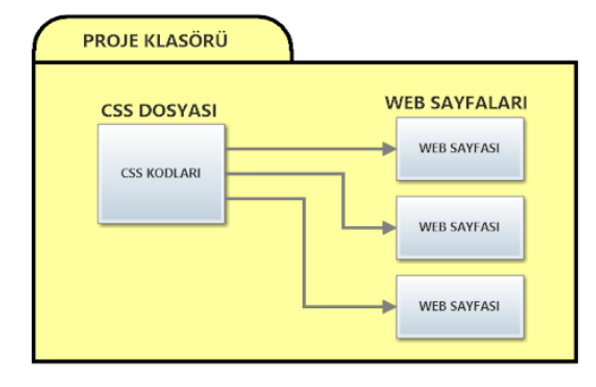 PROJE KLASÖRÜ
CSS DOSYASI
CSS KODLARI
WEB SAYFALARI
WEB SAYFASI
WEB SAYFASI
WEB SAYFASI